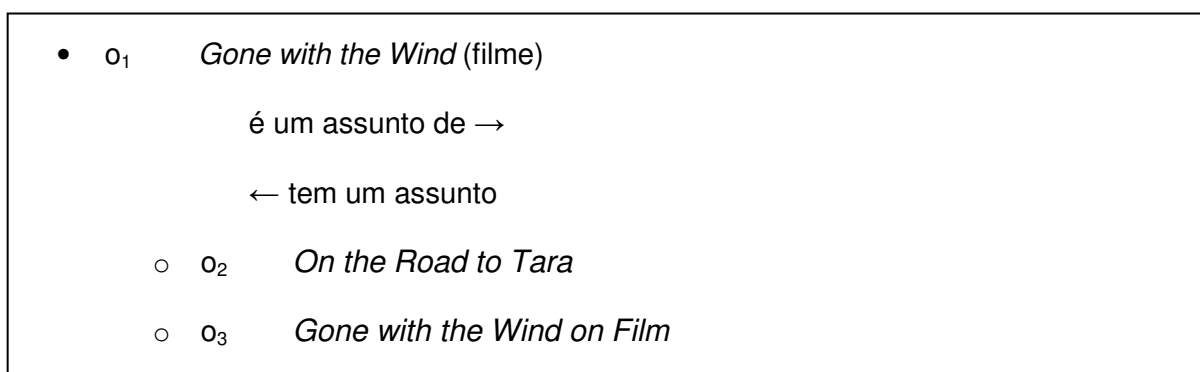 • o₁ Gone with the Wind (filme)
é um assunto de →
← tem um assunto
○ o₂ On the Road to Tara
○ o₃ Gone with the Wind on Film